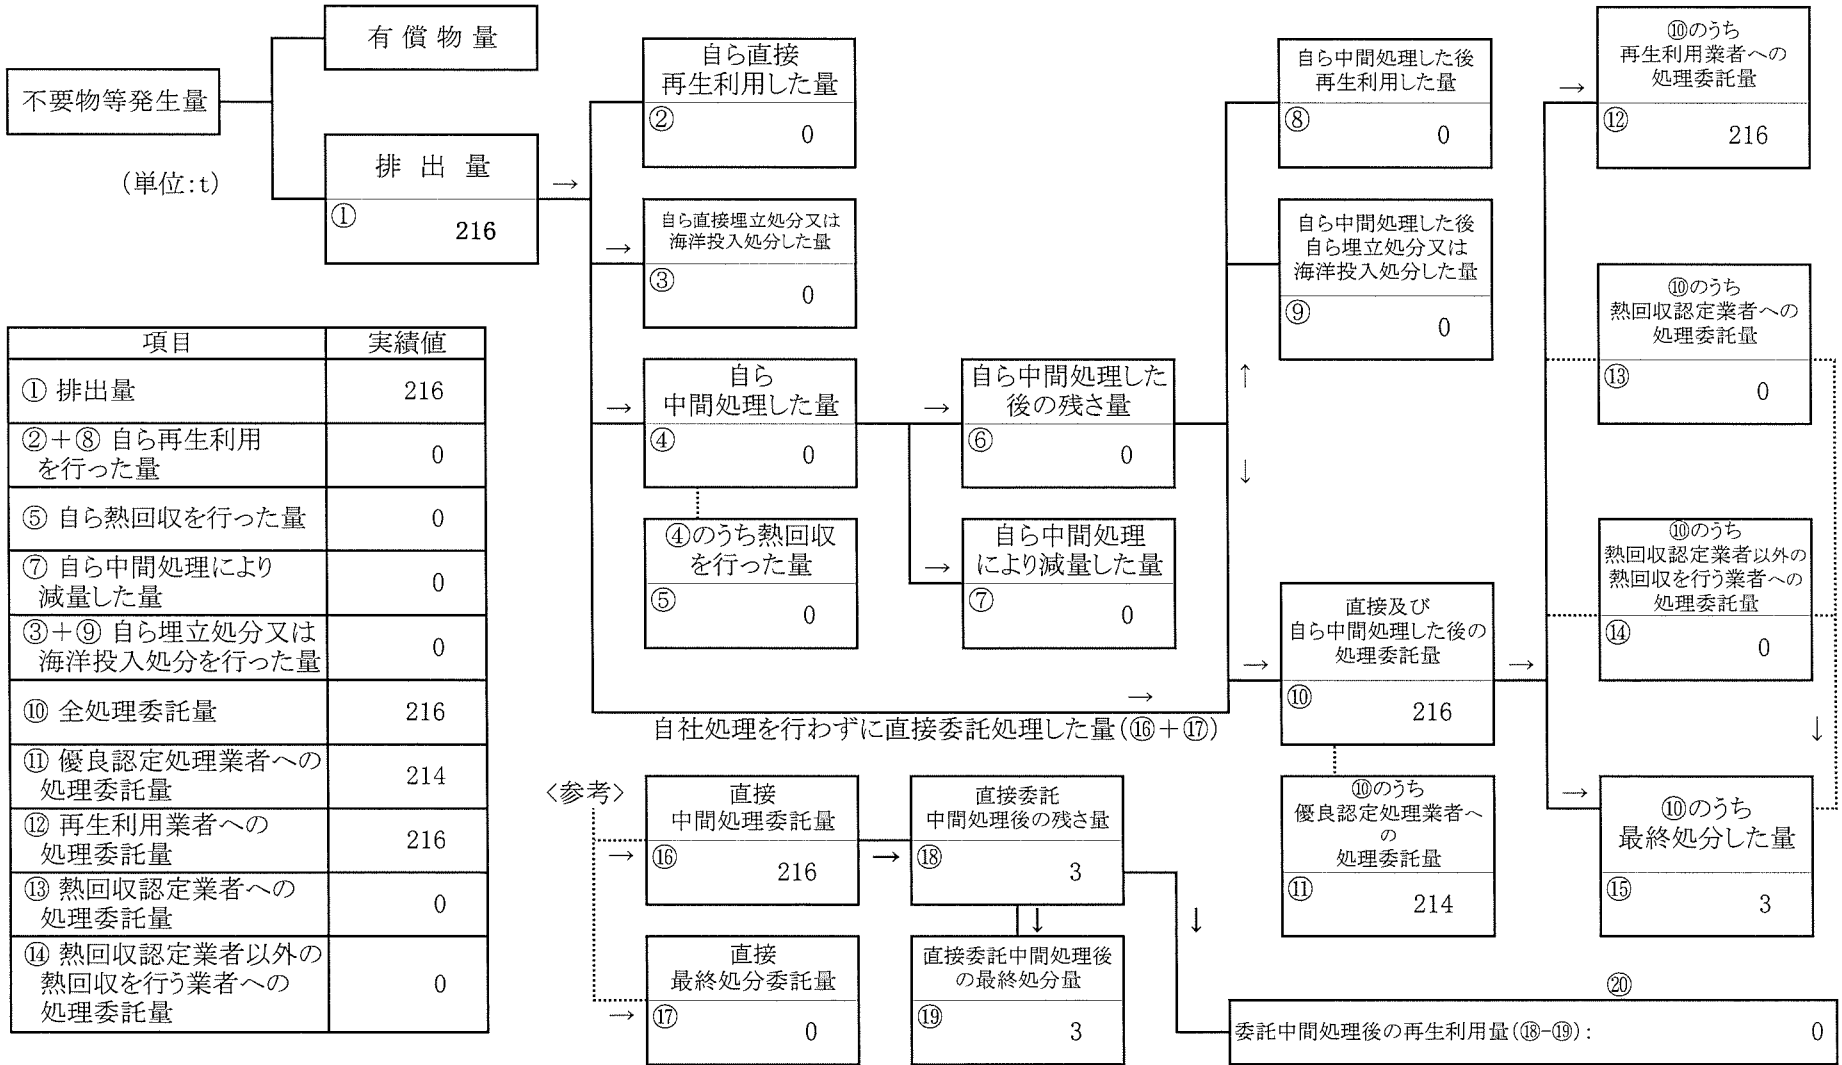 不要物等発生量
(単位:t)
有償物量
排出量
①
216
→
自ら直接
再生利用した量
②
0
→
自ら直接埋立処分又は
海洋投入処分した量
③
0
→
自ら
中間処理した量
④
0
④のうち熱回収
を行った量
⑤
0
→
自ら中間処理した
後の残さ量
⑥
0
→
自ら中間処理
により減量した量
⑦
0
自ら中間処理した後
再生利用した量
⑧
0
自ら中間処理した後
自ら埋立処分又は
海洋投入処分した量
⑨
0
↑
↓
→
自社処理を行わずに直接委託処理した量(⑯+⑰)
→
直接及び
自ら中間処理した後の
処理委託量
⑩
216
→
⑩のうち
優良認定処理業者へ
の
処理委託量
⑪
214
→
⑩のうち
再生利用業者への
処理委託量
⑫
216
⑩のうち
熱回収認定業者への
処理委託量
⑬
0
⑩のうち
熱回収認定業者以外の
熱回収を行う業者への
処理委託量
⑭
0
↓
→
⑩のうち
最終処分した量
⑮
3
項目 実績値
① 排出量 216
②+⑧ 自ら再生利用
を行った量 0
⑤ 自ら熱回収を行った量 0
⑦ 自ら中間処理により
減量した量 0
③+⑨ 自ら埋立処分又は
海洋投入処分を行った量 0
⑩ 全処理委託量 216
⑪ 優良認定処理業者への
処理委託量 214
⑫ 再生利用業者への
処理委託量 216
⑬ 熱回収認定業者への
処理委託量 0
⑭ 熱回収認定業者以外の
熱回収を行う業者への
処理委託量 0
<参考>
→
直接
中間処理委託量
⑯
216
→
直接委託
中間処理後の残さ量
⑱
3
→
直接
最終処分委託量
⑰
0
↓
直接委託中間処理後
の最終処分量
⑲
3
↓
⑳
委託中間処理後の再生利用量(⑱-⑲): 0